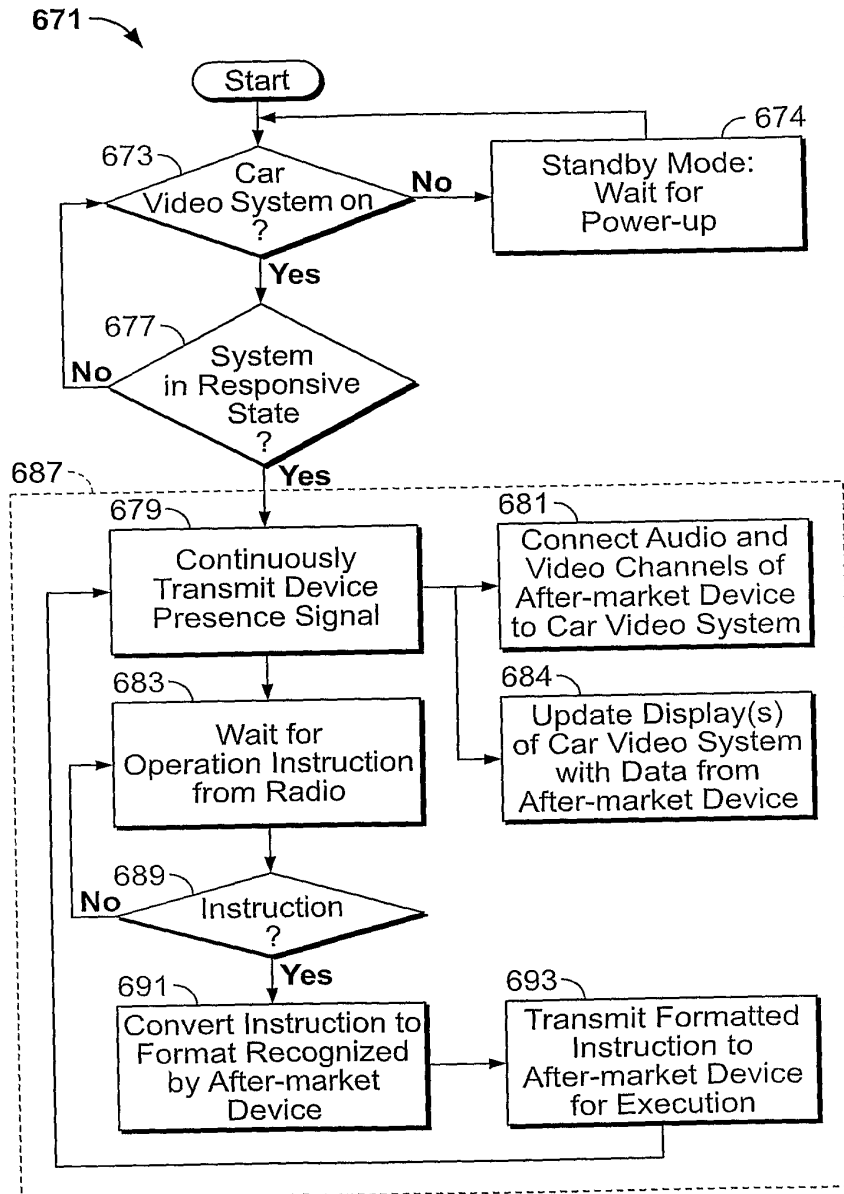 671
Start
673
Car
Video System on
?
No
674
Standby Mode:
Wait for
Power-up
Yes
677
System
in Responsive
State
?
No
Yes
687
679
Continuously
Transmit Device
Presence Signal
681
Connect Audio and
Video Channels of
After-market Device
to Car Video System
683
Wait for
Operation Instruction
from Radio
684
Update Display(s)
of Car Video System
with Data from
After-market Device
689
Instruction
?
No
Yes
691
Convert Instruction to
Format Recognized
by After-market
Device
693
Transmit Formatted
Instruction to
After-market Device
for Execution